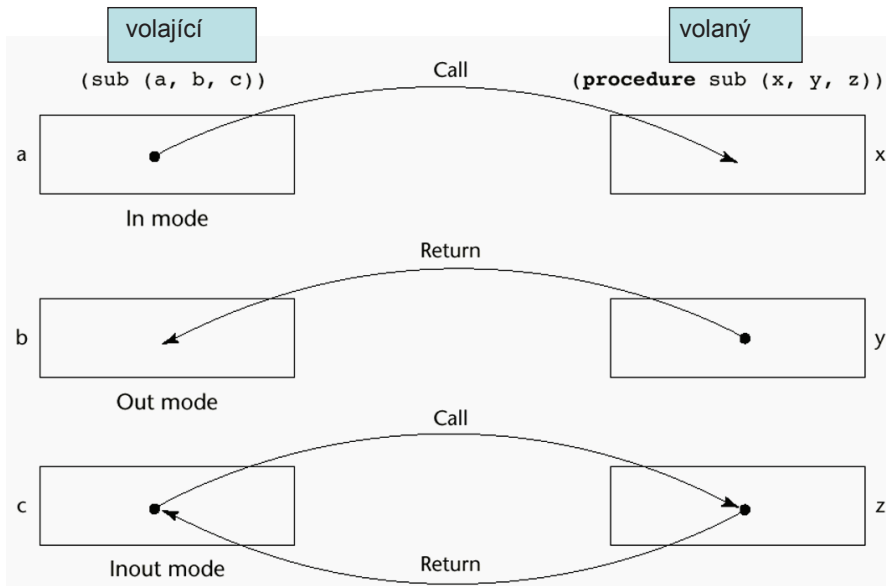 volající
volaný
(sub (a, b, c))
Call
(procedure sub (x, y, z))
a
x
In mode
Return
b
y
Out mode
Call
c
z
Inout mode
Return